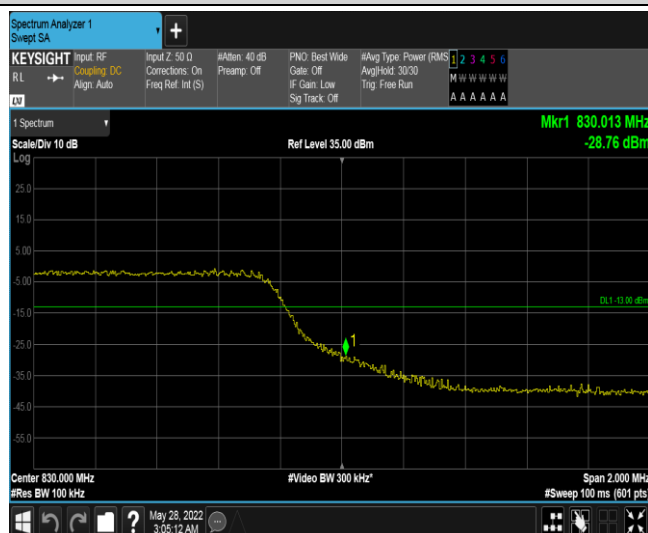 Spectrum Analyzer 1
Swept SA
KEYSIGHT
RL
LXI
Input: RF
Coupling: DC
Align: Auto
Input Z: 50 Ω
Corrections: On
Freq Ref: Int (S)
#Atten: 40 dB
Preamp: Off
PNO: Best Wide
Gate: Off
IF Gain: Low
Sig Track: Off
#Avg Type: Power (RMS
Avg|Hold: 30/30
Trig: Free Run
1 2 3 4 5 6
M W W W W W
A A A A A A
1 Spectrum
Scale/Div 10 dB
Log
Ref Level 35.00 dBm
Mkr1 830.013 MHz
-28.76 dBm
25.0
15.0
5.00
-5.00
-15.0
-25.0
-35.0
-45.0
-55.0
DL1 -13.00 dBm
1
Center 830.000 MHz
#Res BW 100 kHz
#Video BW 300 kHz*
Span 2.000 MHz
#Sweep 100 ms (601 pts)
?
May 28, 2022
3:05:12 AM